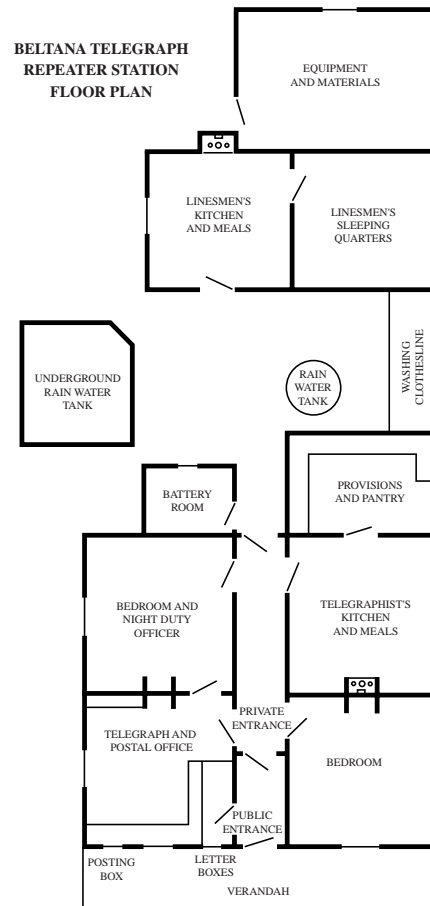 BELTANA TELEGRAPH
REPEATER STATION
FLOOR PLAN
EQUIPMENT
AND MATERIALS
LINESMEN'S
KITCHEN
AND MEALS
LINESMEN'S
SLEEPING
QUARTERS
UNDERGROUND
RAIN WATER
TANK
RAIN
WATER
TANK
WASHING
CLOTHESLINE
BATTERY
ROOM
PROVISIONS
AND PANTRY
BEDROOM AND
NIGHT DUTY
OFFICER
TELEGRAPHIST'S
KITCHEN
AND MEALS
TELEGRAPH AND
POSTAL OFFICE
PRIVATE
ENTRANCE
BEDROOM
PUBLIC
ENTRANCE
POSTING
BOX
LETTER
BOXES
VERANDAH